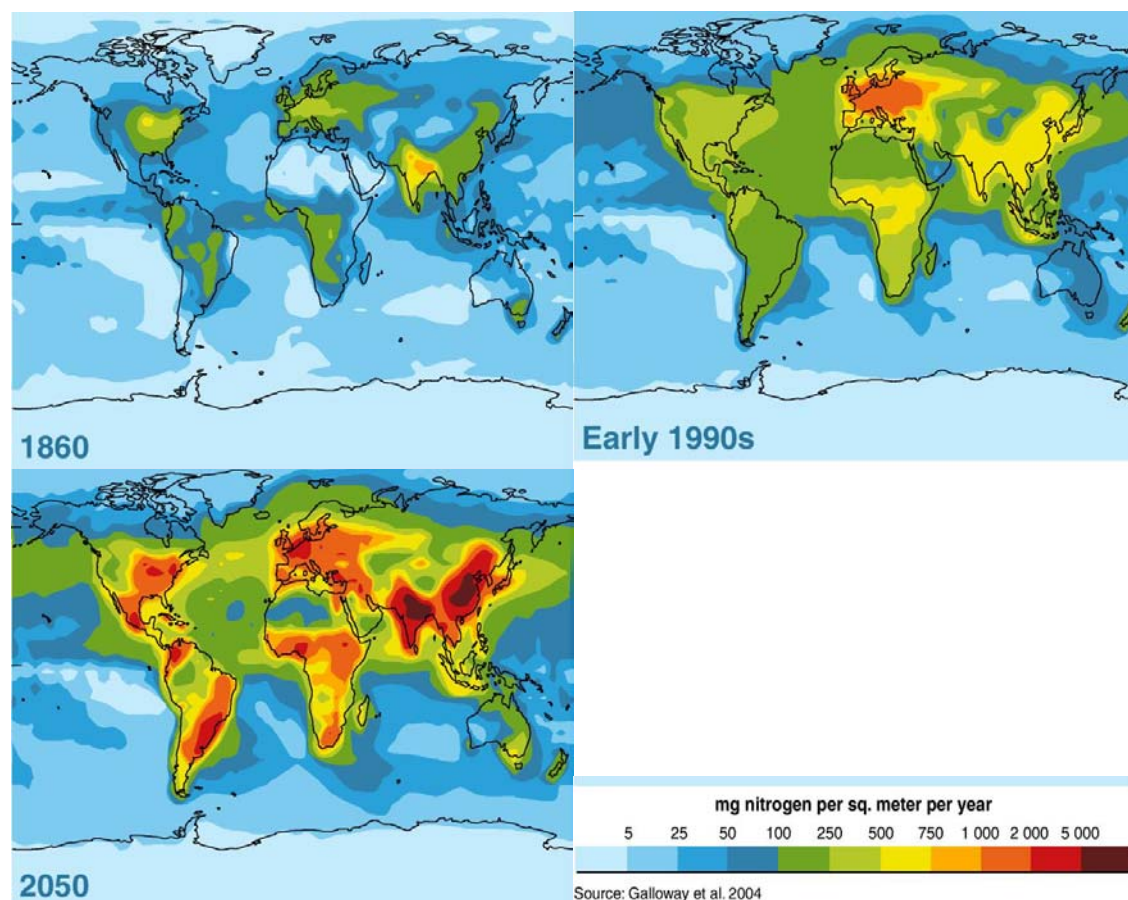 1860
Early 1990s
2050
mg nitrogen per sq. meter per year
5 25 50 100 250 500 750 1 000 2 000 5 000
Source: Galloway et al. 2004